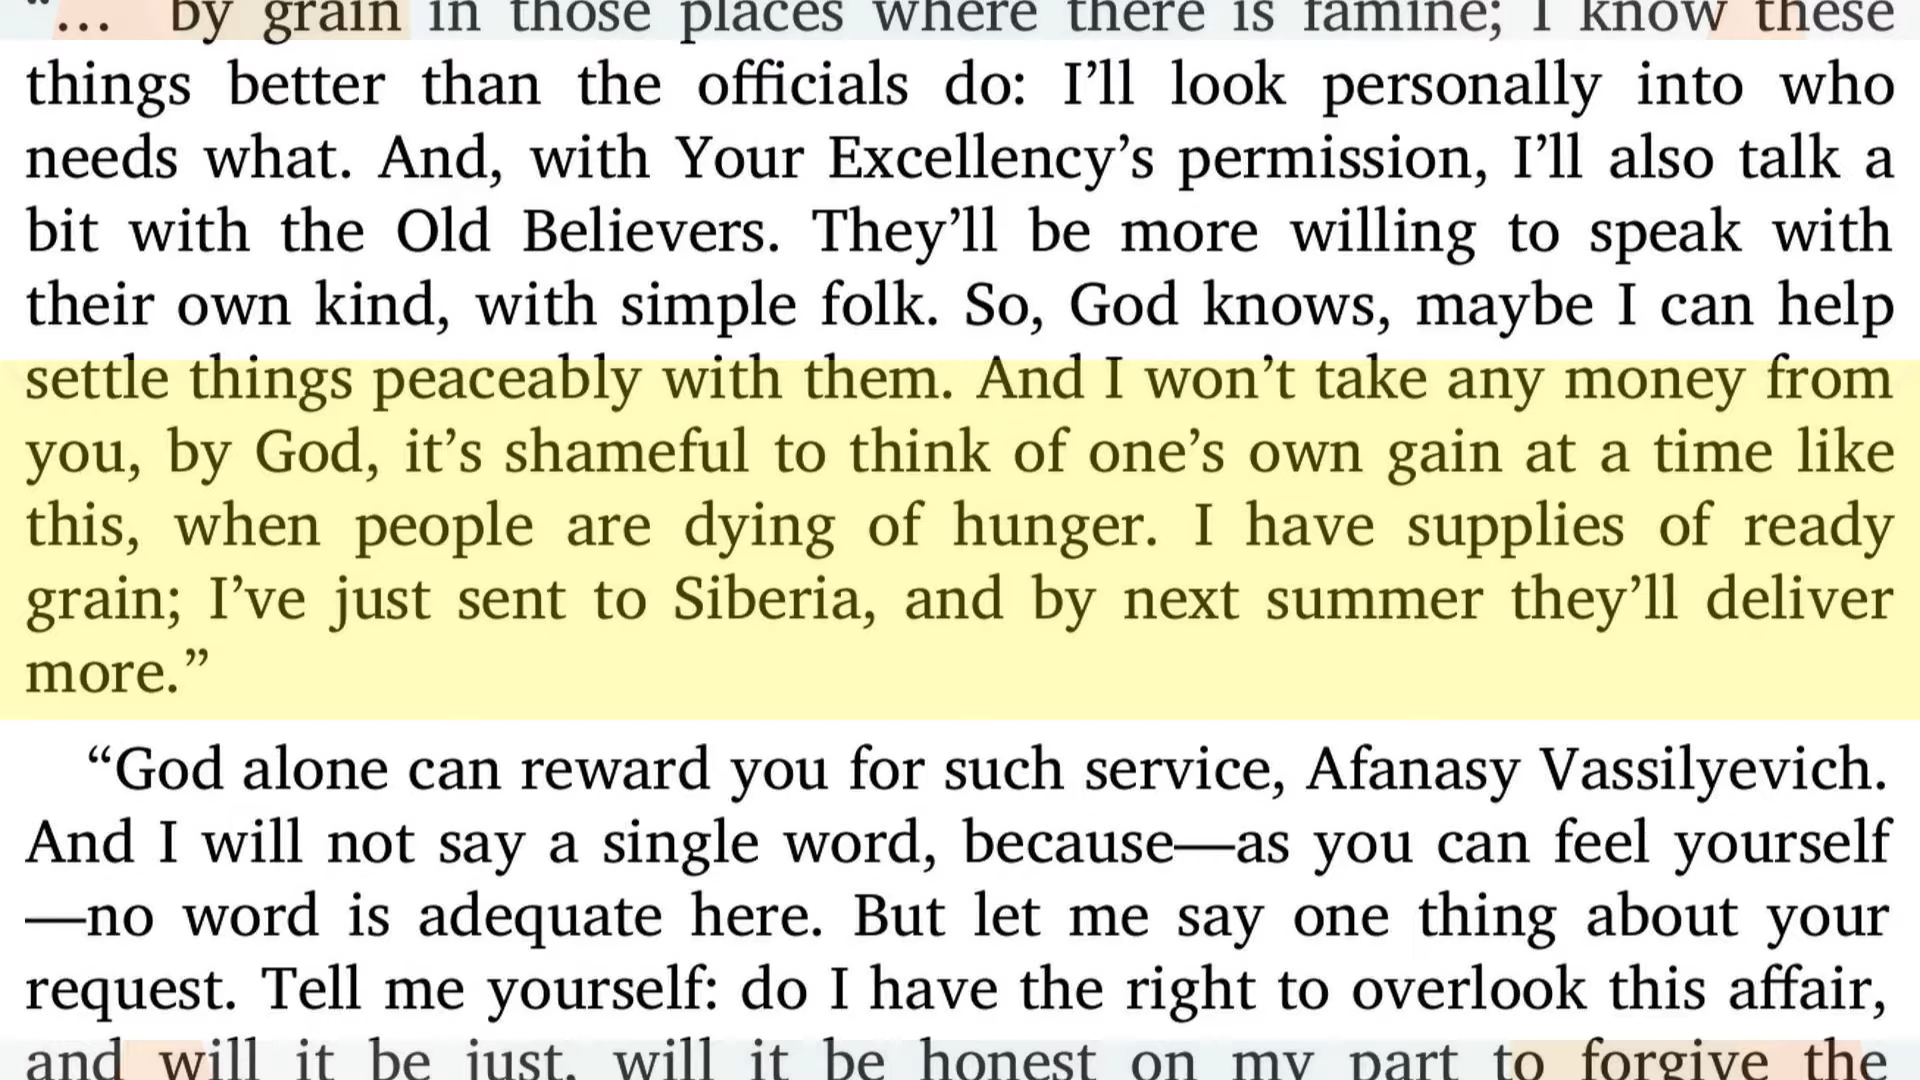 “… by grain in those places where there is famine; I know these
things better than the officials do: I’ll look personally into who
needs what. And, with Your Excellency’s permission, I’ll also talk a
bit with the Old Believers. They’ll be more willing to speak with
their own kind, with simple folk. So, God knows, maybe I can help
settle things peaceably with them. And I won’t take any money from
you, by God, it’s shameful to think of one’s own gain at a time like
this, when people are dying of hunger. I have supplies of ready
grain; I’ve just sent to Siberia, and by next summer they’ll deliver
more.”
“God alone can reward you for such service, Afanasy Vassilyevich.
And I will not say a single word, because—as you can feel yourself
—no word is adequate here. But let me say one thing about your
request. Tell me yourself: do I have the right to overlook this affair,
and will it be just, will it be honest on my part to forgive the